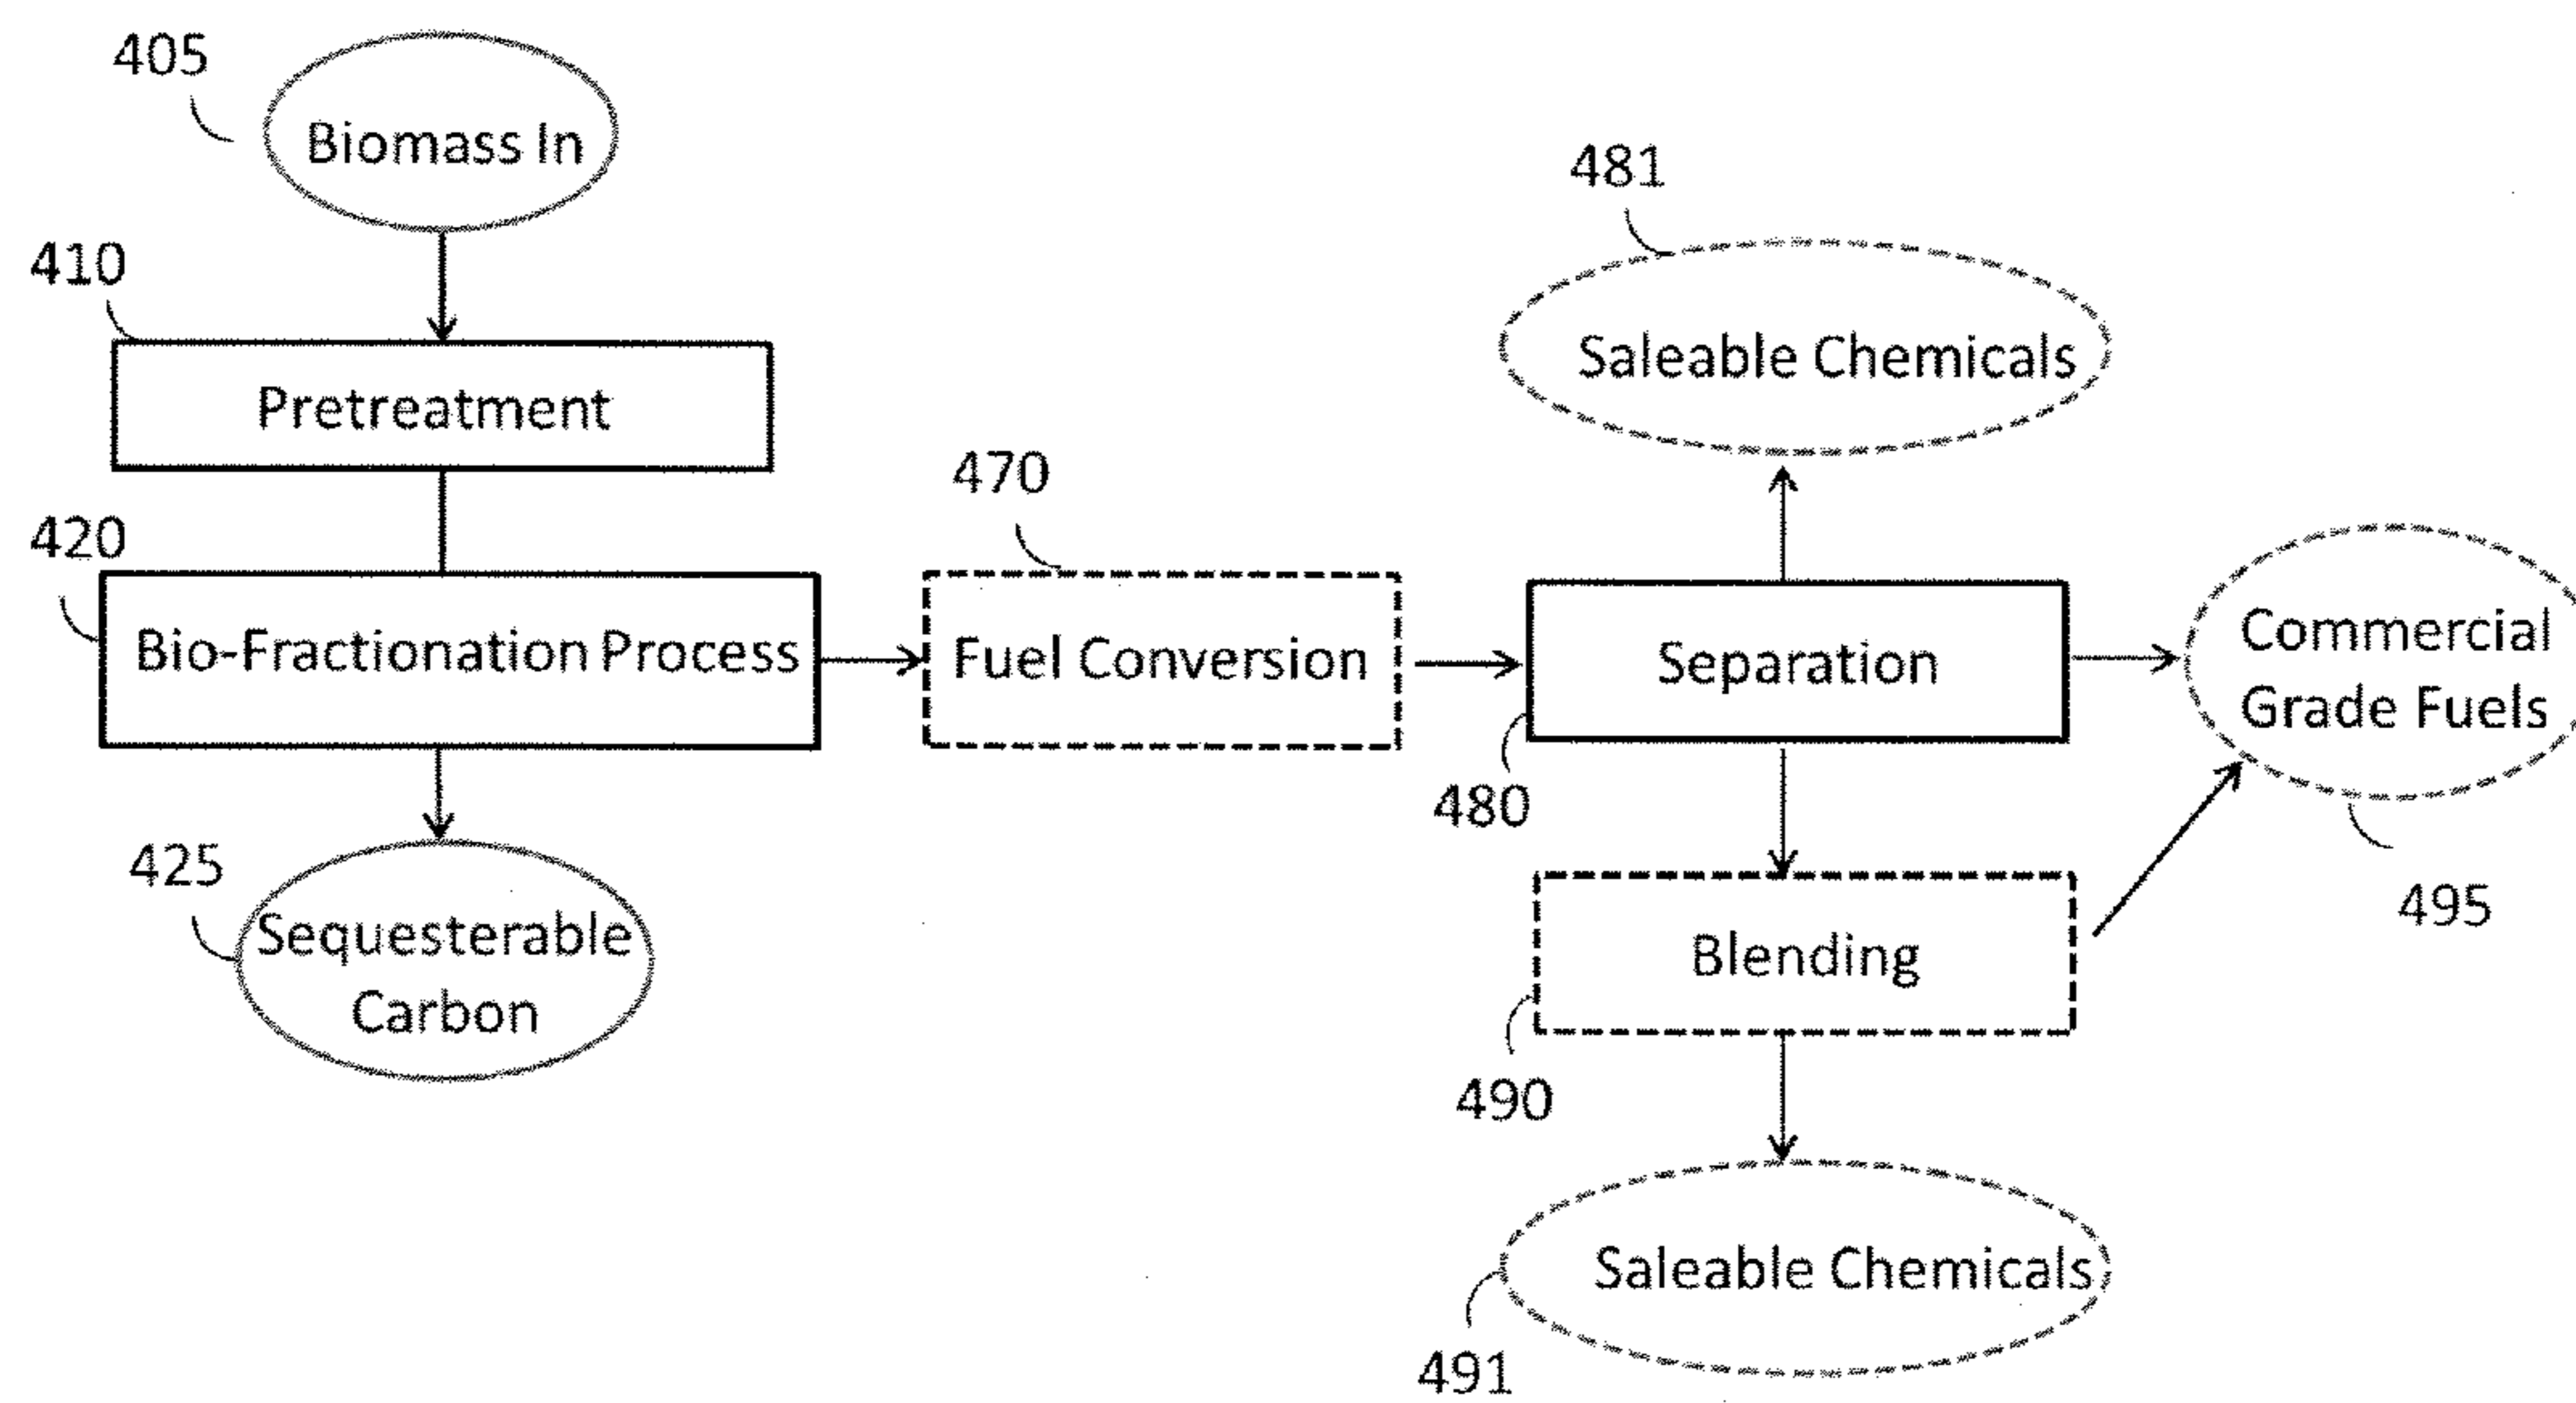 405
Biomass In
410
Pretreatment
420
Bio-Fractionation Process
425
Sequesterable
Carbon
470
Fuel Conversion
481
Saleable Chemicals
Separation
480
Commercial
Grade Fuels
495
Blending
490
Saleable Chemicals
491